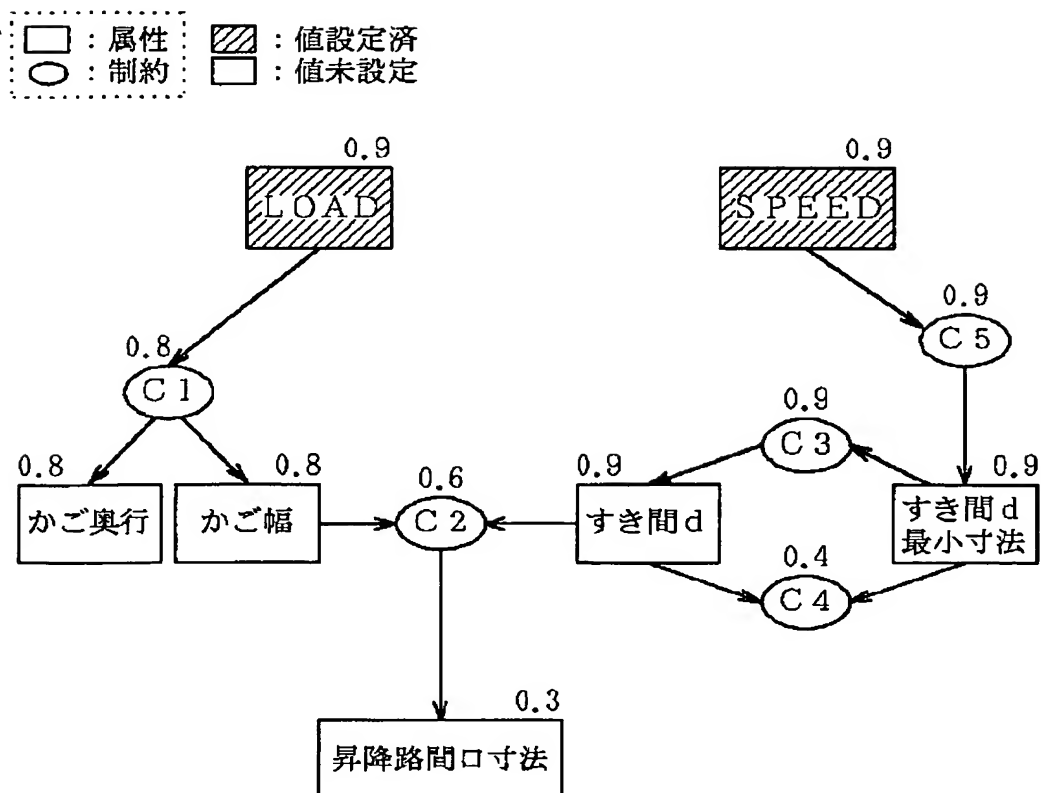 ：属性
：値設定済
：制約
：値未設定
0.9
0.9
LOAD
SPEED
0.9
C5
0.8
C1
0.9
C3
0.8
0.8
0.6
0.9
0.9
かご奥行
かご幅
C2
すき間d
すき間d
最小寸法
0.4
C4
0.3
昇降路間口寸法